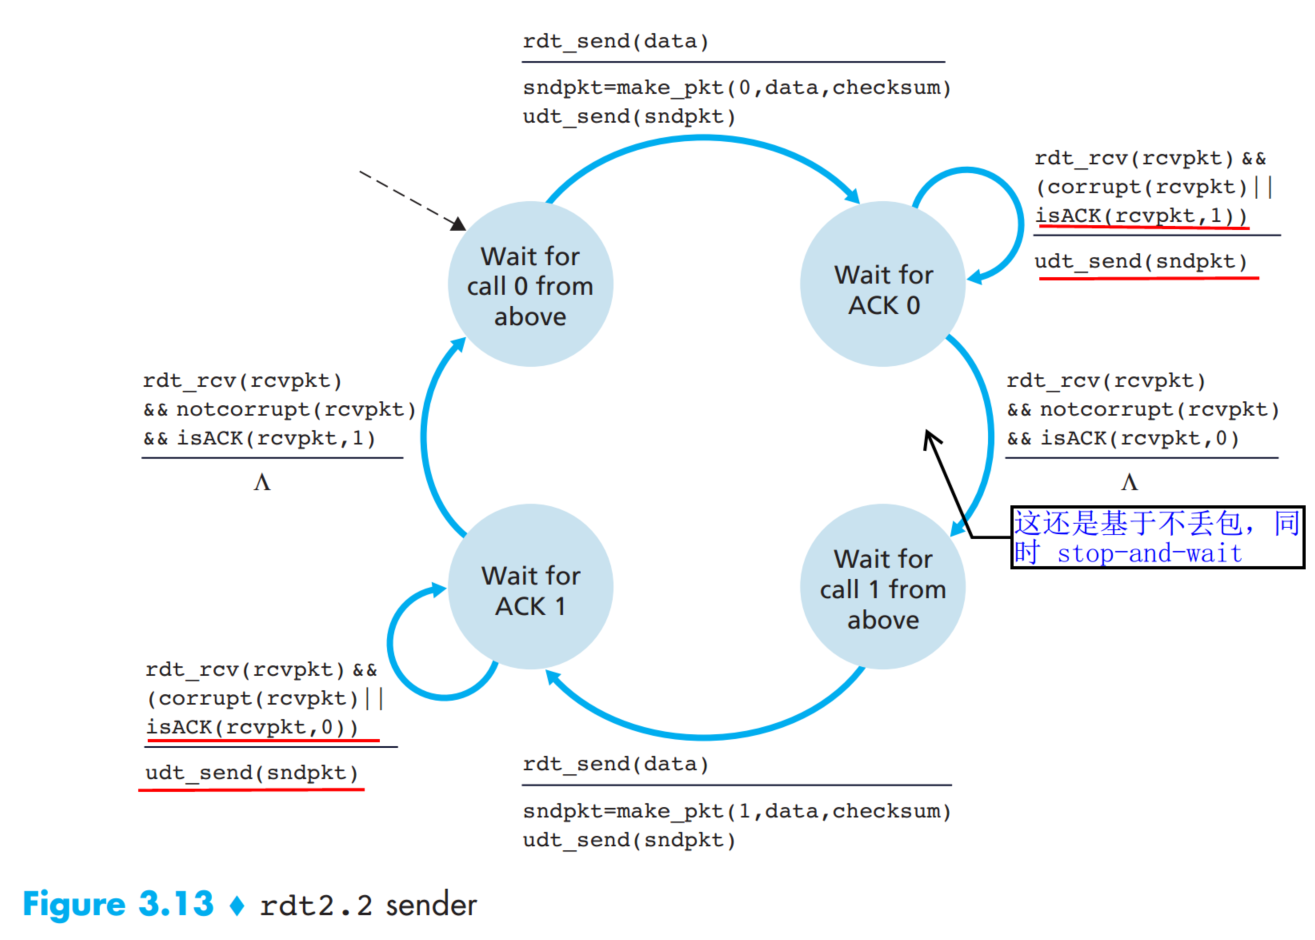 rdt_send(data)
sndpkt=make_pkt(0,data,checksum)
udt_send(sndpkt)
rdt_rcv(rcvpkt) &&
(corrupt(rcvpkt)||
isACK(rcvpkt,1))
udt_send(sndpkt)
Wait for
call 0 from
above
Wait for
ACK 0
rdt_rcv(rcvpkt)
&& notcorrupt(rcvpkt)
&& isACK(rcvpkt,1)
Λ
rdt_rcv(rcvpkt)
&& notcorrupt(rcvpkt)
&& isACK(rcvpkt,0)
Λ
这还是基于不丢包，同
时 stop-and-wait
Wait for
ACK 1
Wait for
call 1 from
above
rdt_rcv(rcvpkt) &&
(corrupt(rcvpkt)||
isACK(rcvpkt,0))
udt_send(sndpkt)
rdt_send(data)
sndpkt=make_pkt(1,data,checksum)
udt_send(sndpkt)
Figure 3.13 ♦ rdt2.2 sender